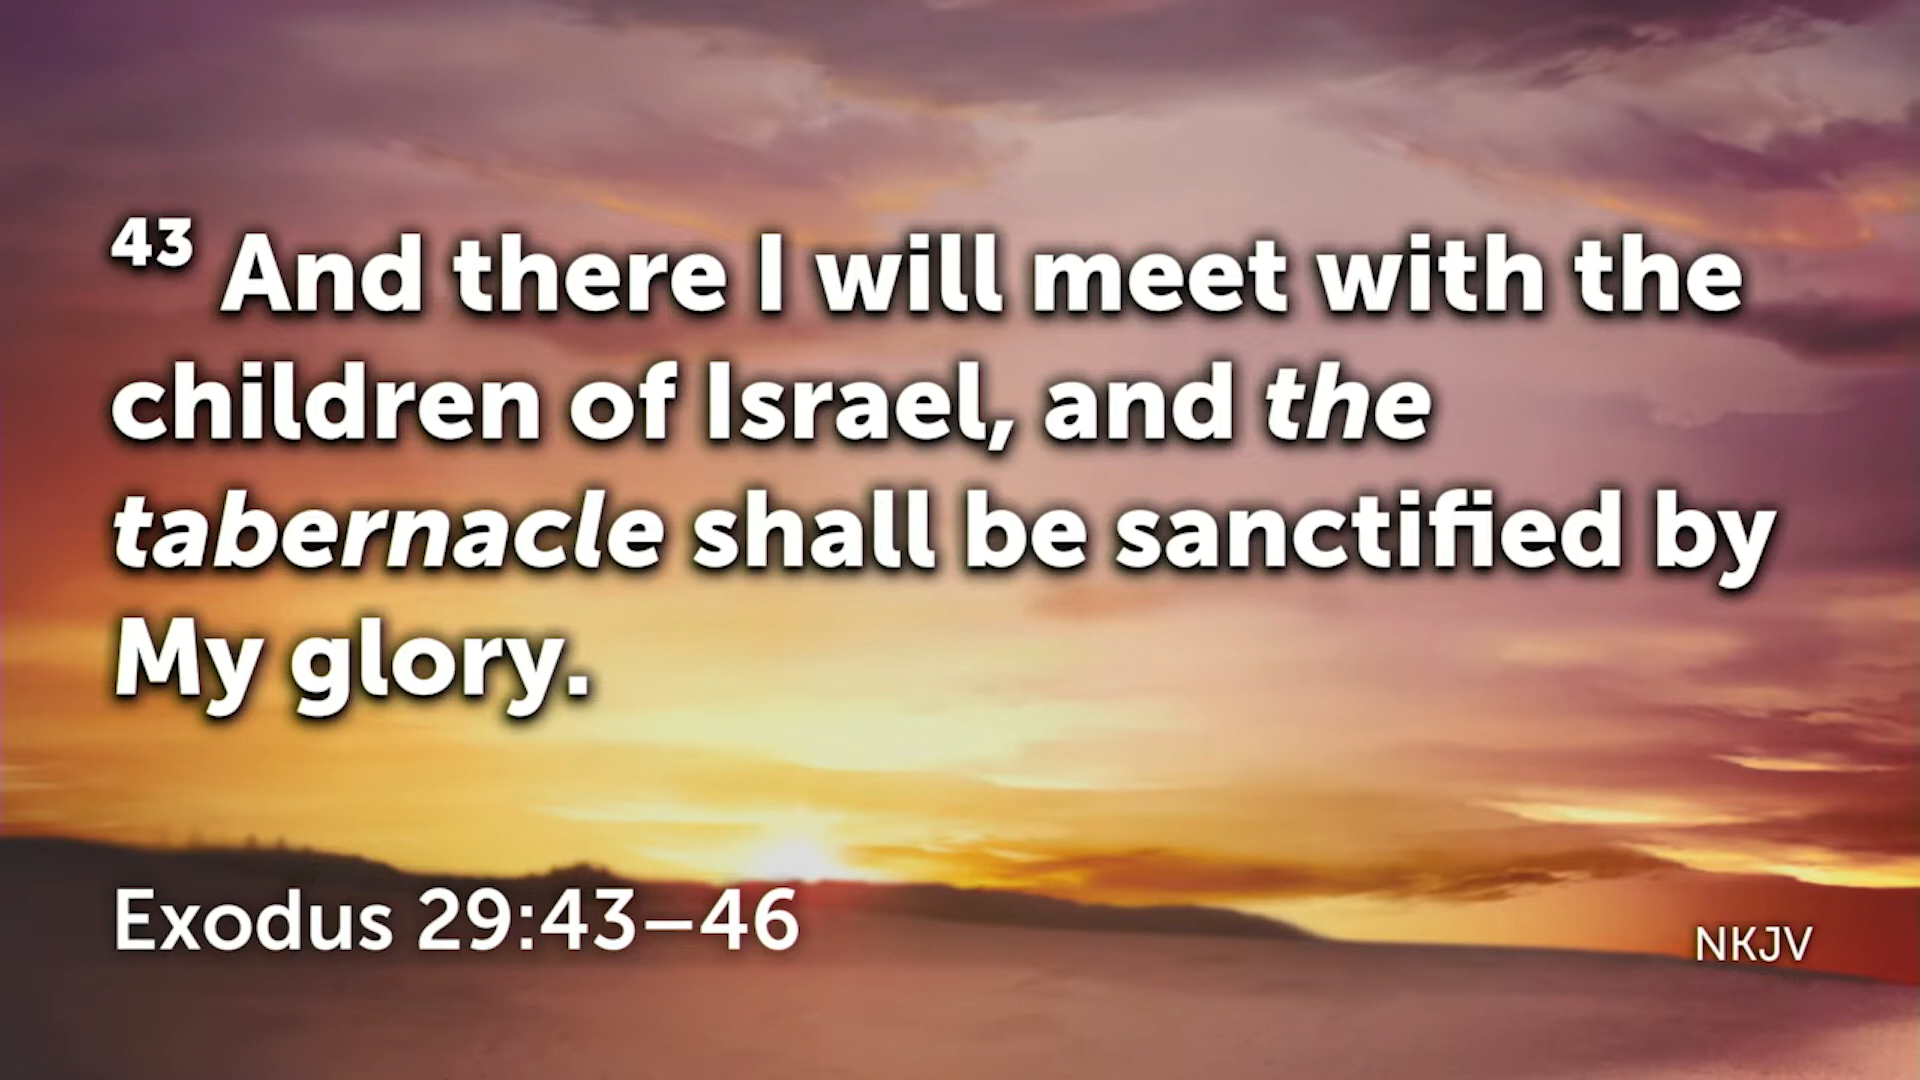 43 And there I will meet with the
children of Israel, and the
tabernacle shall be sanctified by
My glory.
Exodus 29:43–46
NKJV